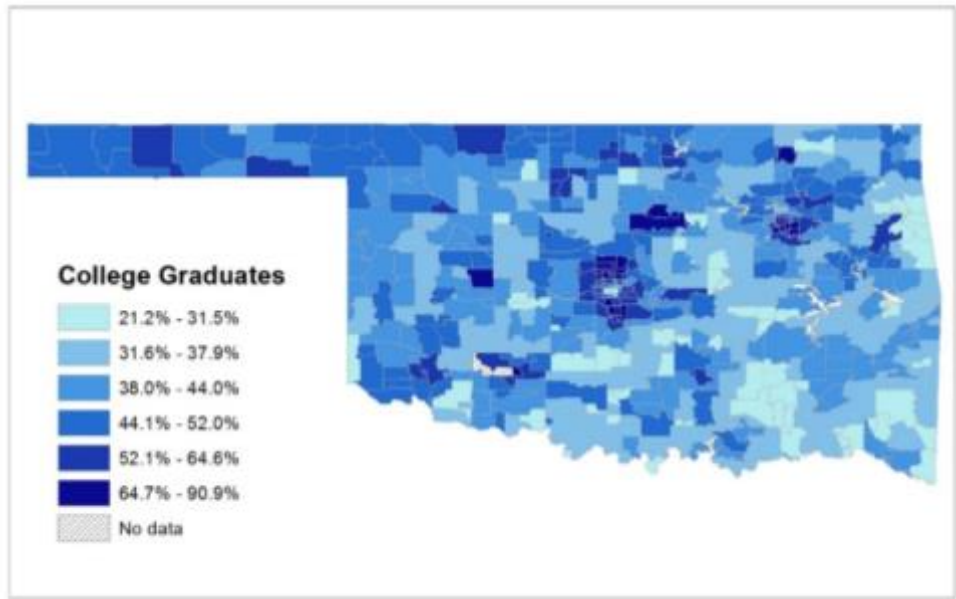 College Graduates
21.2% - 31.5%
31.6% - 37.9%
38.0% - 44.0%
44.1% - 52.0%
52.1% - 64.6%
64.7% - 90.9%
No data